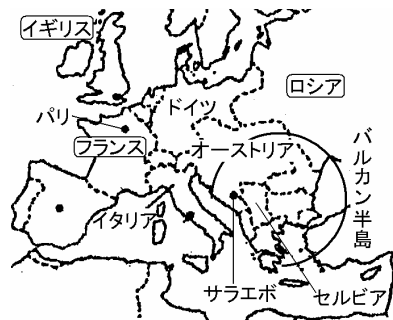 イギリス
ロシア
ドイツ
パリ
フランス
オーストリア
バルカン半島
イタリア
サラエボ
セルビア